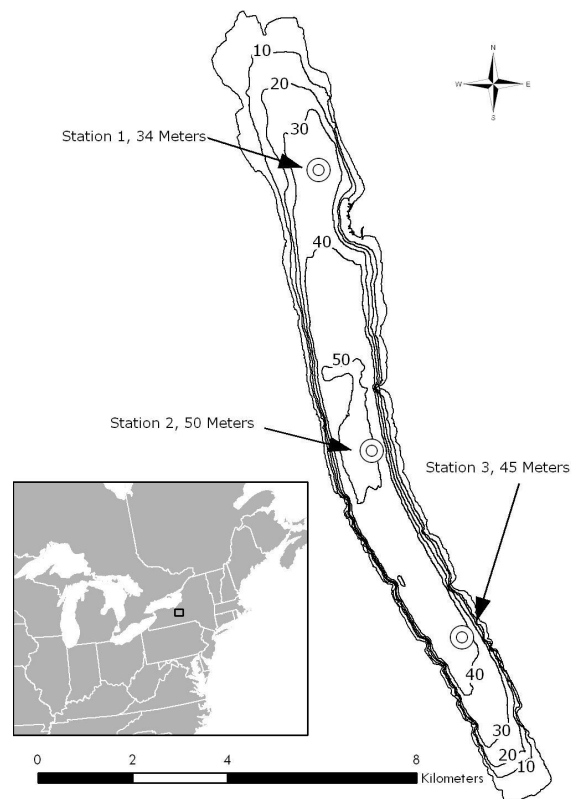 10
N
W E
S
20
30
Station 1, 34 Meters
40
50
Station 2, 50 Meters
Station 3, 45 Meters
40
30
20
10
0 2 4 8
Kilometers